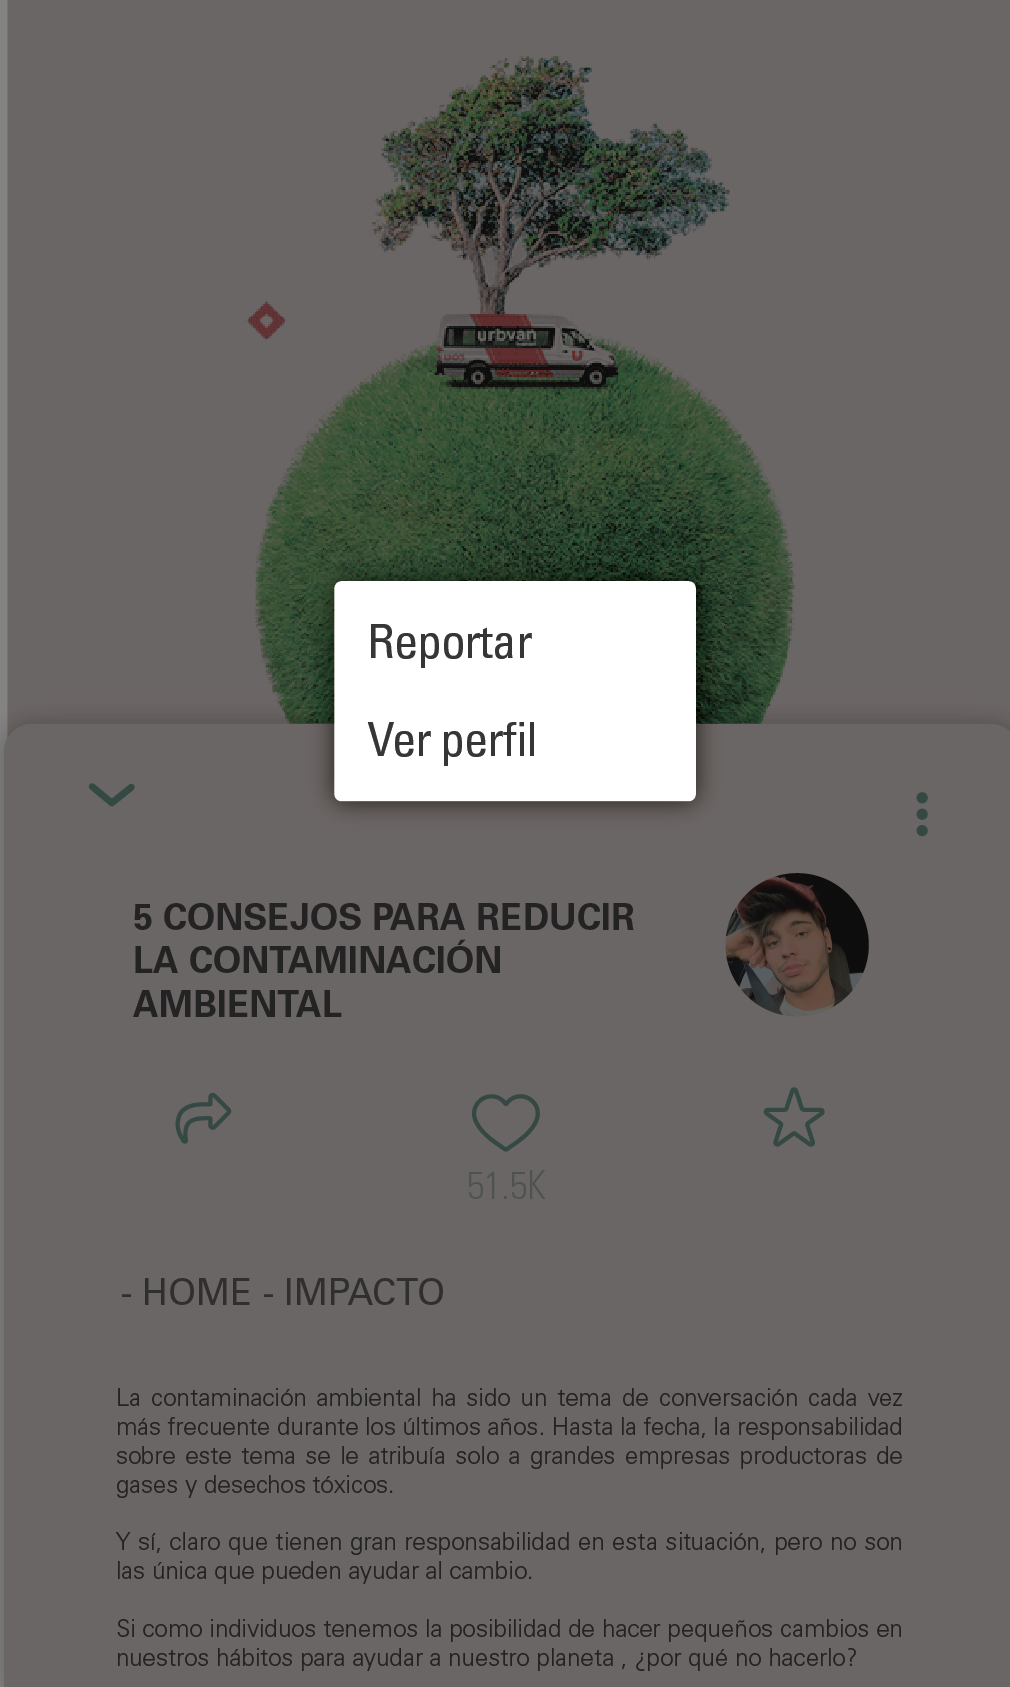 urbvan
Reportar
Ver perfil
5 CONSEJOS PARA REDUCIR
LA CONTAMINACIÓN
AMBIENTAL
51.5K
- HOME - IMPACTO
La contaminación ambiental ha sido un tema de conversación cada vez
más frecuente durante los últimos años. Hasta la fecha, la responsabilidad
sobre este tema se le atribuía solo a grandes empresas productoras de
gases y desechos tóxicos.
Y sí, claro que tienen gran responsabilidad en esta situación, pero no son
las única que pueden ayudar al cambio.
Si como individuos tenemos la posibilidad de hacer pequeños cambios en
nuestros hábitos para ayudar a nuestro planeta , ¿por qué no hacerlo?